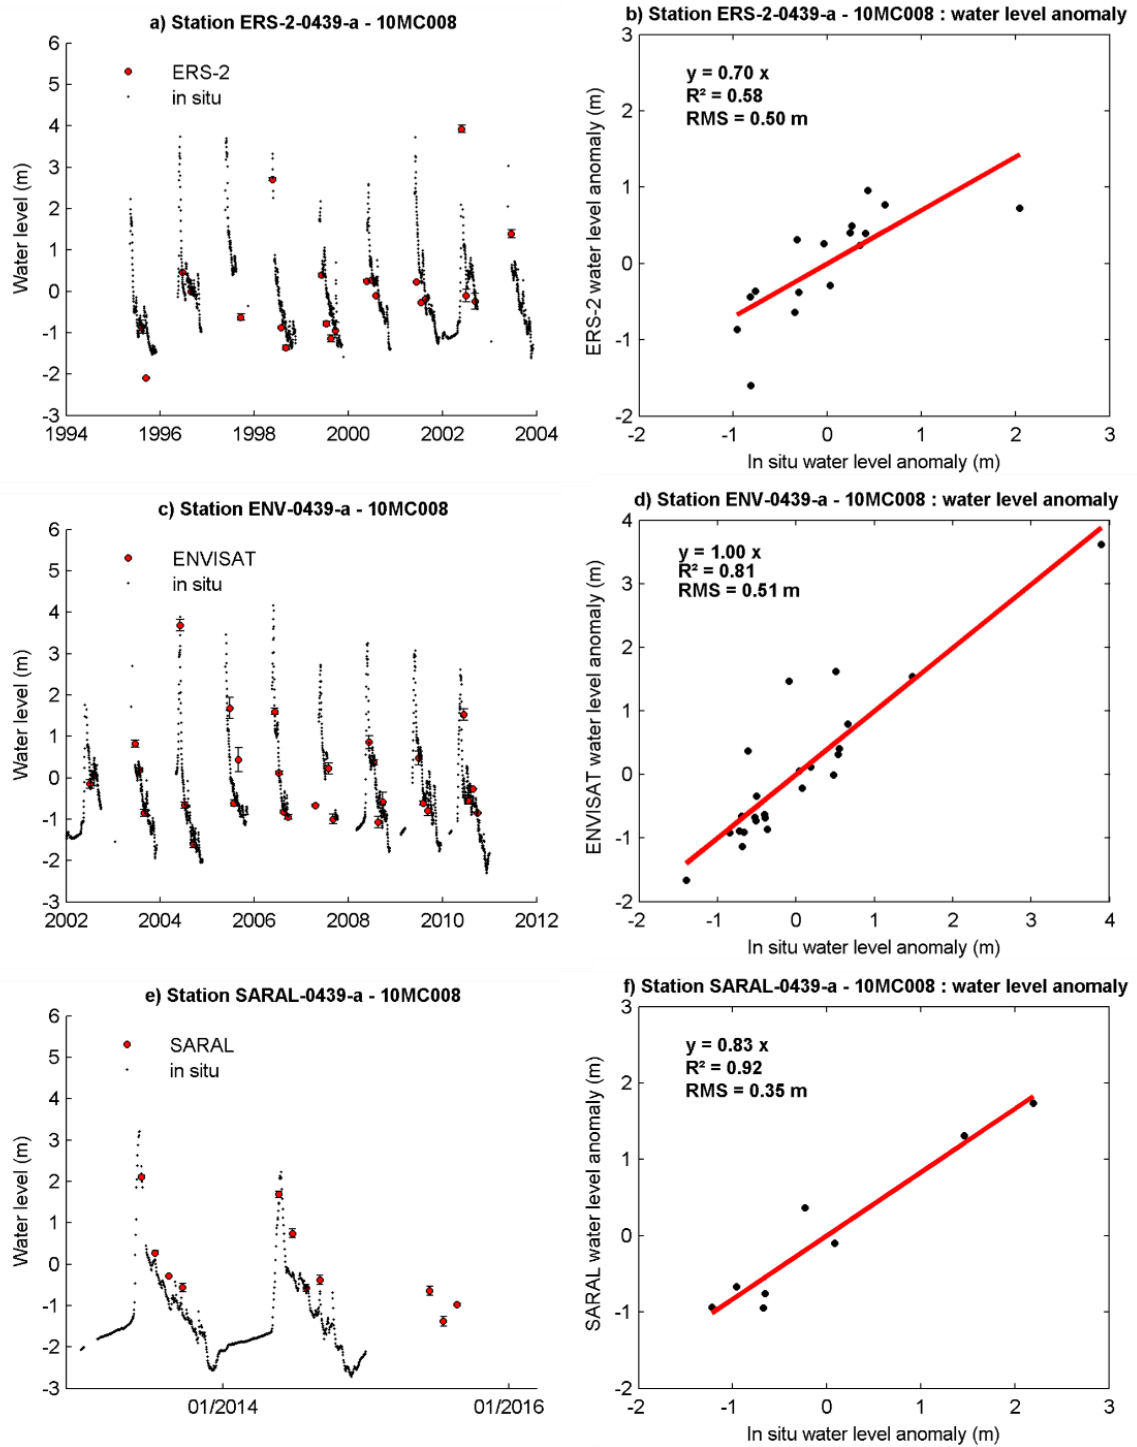 a) Station ERS-2-0439-a - 10MC008
6
5
4
3
2
1
0
-1
-2
-3
Water level (m)
ERS-2
in situ
1994
1996
1998
2000
2002
2004
b) Station ERS-2-0439-a - 10MC008 : water level anomaly
3
2
1
0
-1
-2
ERS-2 water level anomaly (m)
y = 0.70 x
R² = 0.58
RMS = 0.50 m
-2
-1
0
1
2
3
In situ water level anomaly (m)
c) Station ENV-0439-a - 10MC008
6
5
4
3
2
1
0
-1
-2
-3
Water level (m)
ENVISAT
in situ
2002
2004
2006
2008
2010
2012
d) Station ENV-0439-a - 10MC008 : water level anomaly
4
3
2
1
0
-1
-2
ENVISAT water level anomaly (m)
y = 1.00 x
R² = 0.81
RMS = 0.51 m
-2
-1
0
1
2
3
4
In situ water level anomaly (m)
e) Station SARAL-0439-a - 10MC008
6
5
4
3
2
1
0
-1
-2
-3
Water level (m)
SARAL
in situ
01/2014
01/2016
f) Station SARAL-0439-a - 10MC008 : water level anomaly
3
2
1
0
-1
-2
SARAL water level anomaly (m)
y = 0.83 x
R² = 0.92
RMS = 0.35 m
-2
-1
0
1
2
3
In situ water level anomaly (m)